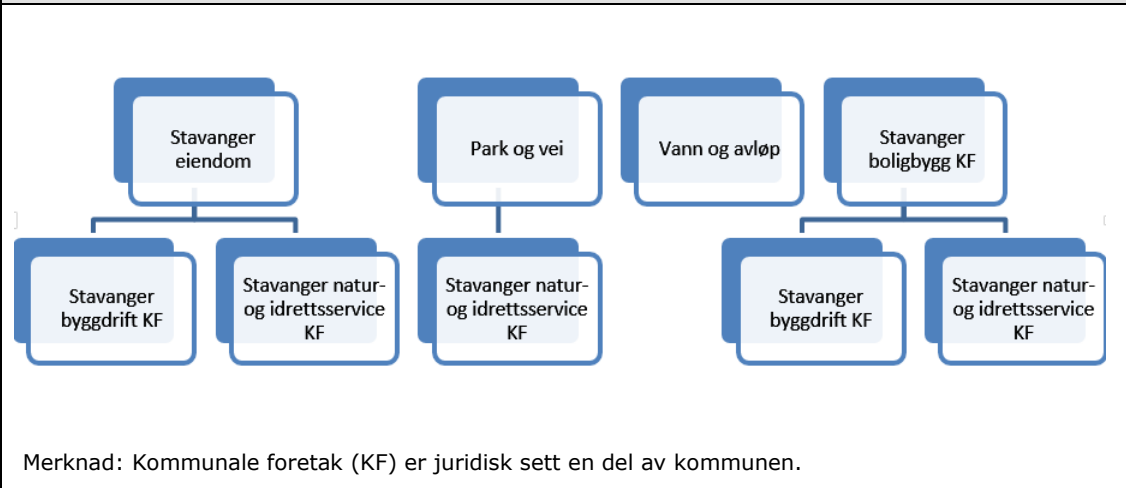 Stavanger
eiendom
Park og vei
Vann og avløp
Stavanger
boligbygg KF
Stavanger
byggdrift KF
Stavanger natur-
og idrettsservice
KF
Stavanger natur-
og idrettsservice
KF
Stavanger
byggdrift KF
Stavanger natur-
og idrettsservice
KF
Merknad: Kommunale foretak (KF) er juridisk sett en del av kommunen.